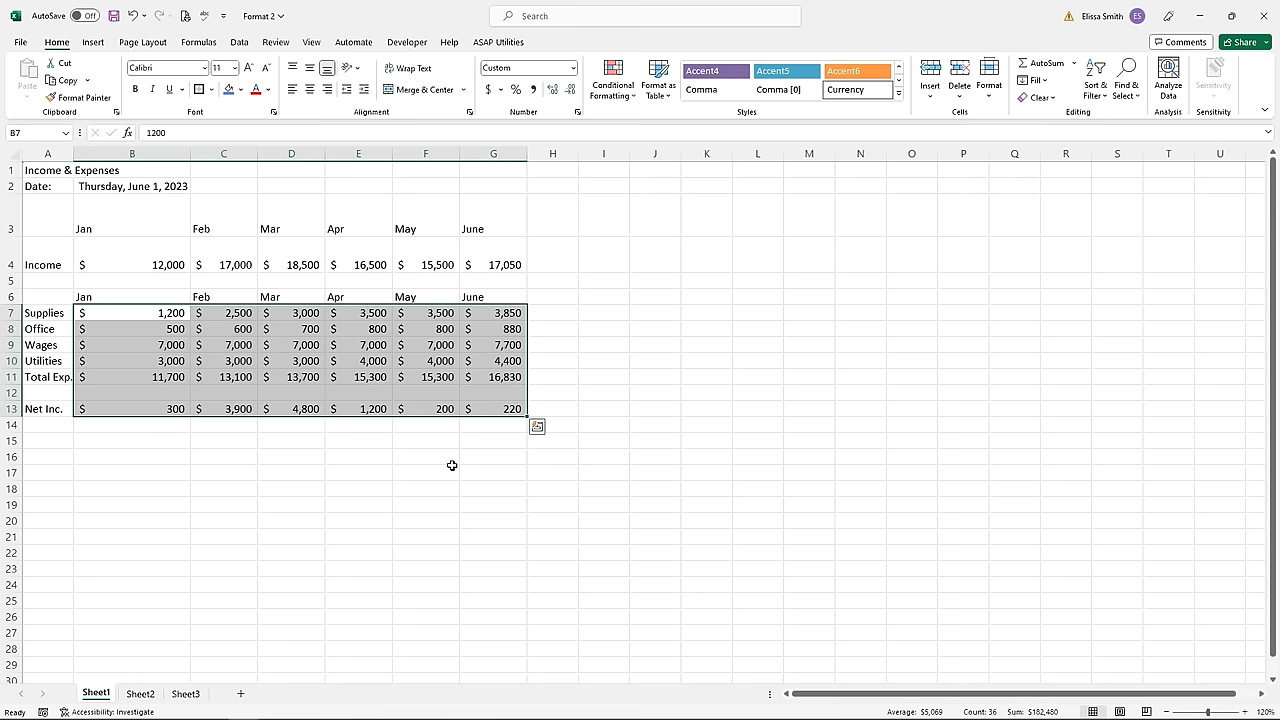 AutoSave Off Format 2 Search Elissa Smith ES
File Home Insert Page Layout Formulas Data Review View Automate Developer Help ASAP Utilities Comments Share
Paste Cut Copy Format Painter Clipboard
Calibri 11 A A B I U A Font
Wrap Text Merge & Center Alignment
Custom $ % Number
Conditional Formatting Format as Table Accent4 Accent5 Accent6 Comma Comma [0] Currency Styles
Insert Delete Format Cells
AutoSum Fill Clear Sort & Filter Find & Select Editing
Analyze Data Analysis
Sensitivity Sensitivity
B7 fx 1200
A B C D E F G H I J K L M N O P Q R S T U
1 Income & Expenses
2 Date: Thursday, June 1, 2023
3 Jan Feb Mar Apr May June
4 Income $ 12,000 $ 17,000 $ 18,500 $ 16,500 $ 15,500 $ 17,050
5
6 Jan Feb Mar Apr May June
7 Supplies $ 1,200 $ 2,500 $ 3,000 $ 3,500 $ 3,500 $ 3,850
8 Office $ 500 $ 600 $ 700 $ 800 $ 800 $ 880
9 Wages $ 7,000 $ 7,000 $ 7,000 $ 7,000 $ 7,000 $ 7,700
10 Utilities $ 3,000 $ 3,000 $ 3,000 $ 4,000 $ 4,000 $ 4,400
11 Total Exp. $ 11,700 $ 13,100 $ 13,700 $ 15,300 $ 15,300 $ 16,830
12
13 Net Inc. $ 300 $ 3,900 $ 4,800 $ 1,200 $ 200 $ 220
14
15
16
17
18
19
20
21
22
23
24
25
26
27
28
29
30
Sheet1 Sheet2 Sheet3
Ready Accessibility: Investigate Average: $5,069 Count: 36 Sum: $182,480 120%